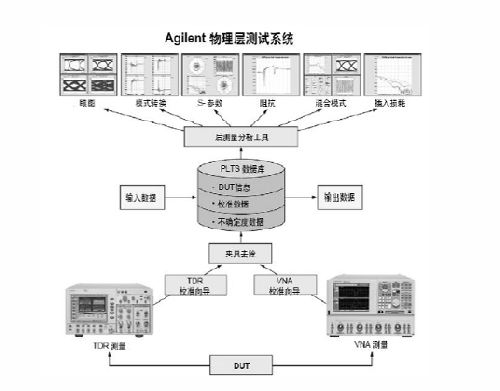 Agilent 物理层测试系统
眼图
模式转换
S-参数
阻抗
混合模式
插入损耗
后测量分析工具
PLTS 数据库
- DUT信息
• 校准数据
• 不确定度数据
输入数据
输出数据
夹具去除
TDR
校准向导
VNA
校准向导
TDR 测量
VNA 测量
DUT